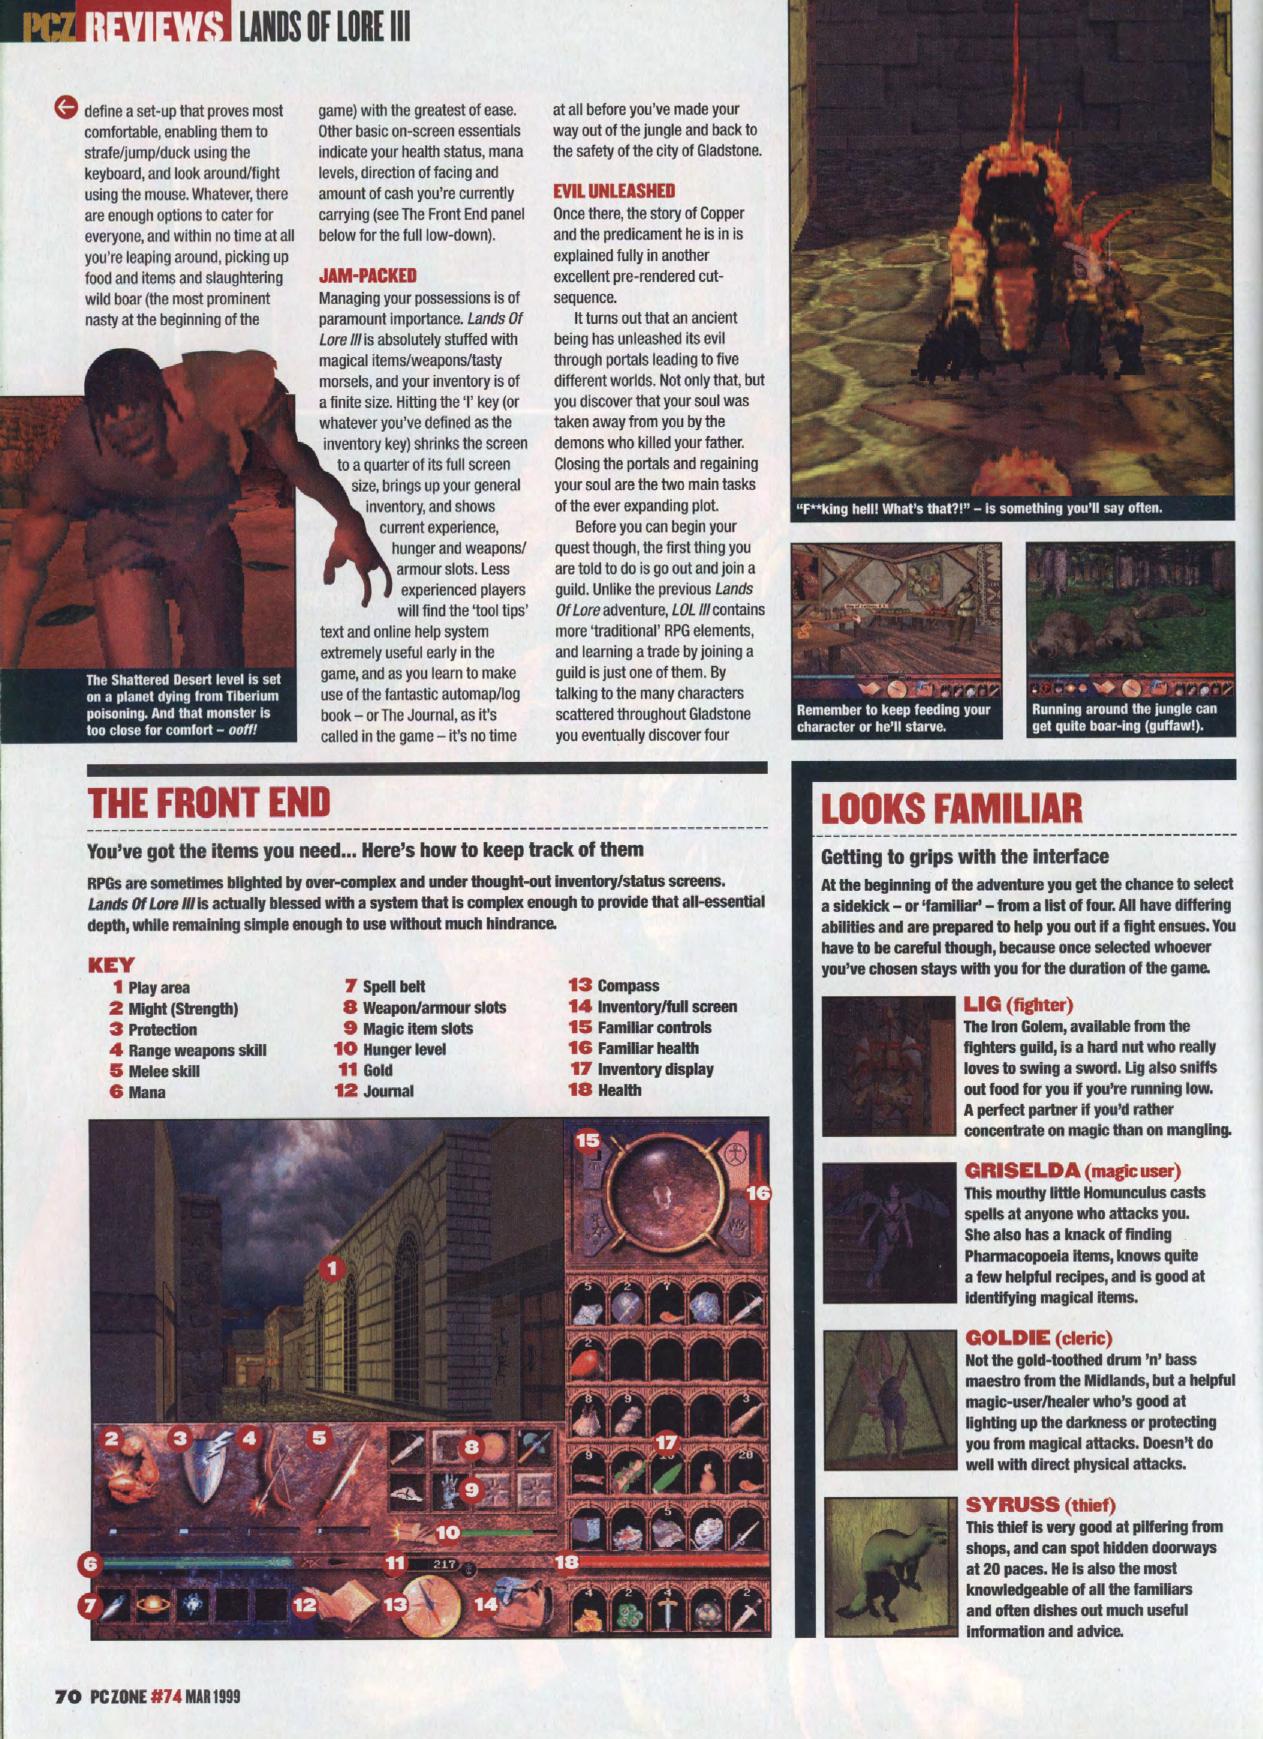 PCZ REVIEWS LANDS OF LORE III
define a set-up that proves most
comfortable, enabling them to
strafe/jump/duck using the
keyboard, and look around/fight
using the mouse. Whatever, there
are enough options to cater for
everyone, and within no time at all
you're leaping around, picking up
food and items and slaughtering
wild boar (the most prominent
nasty at the beginning of the
The Shattered Desert level is set
on a planet dying from Tiberium
poisoning. And that monster is
too close for comfort – ooff!
game) with the greatest of ease.
Other basic on-screen essentials
indicate your health status, mana
levels, direction of facing and
amount of cash you're currently
carrying (see The Front End panel
below for the full low-down).
JAM-PACKED
Managing your possessions is of
paramount importance. Lands Of
Lore III is absolutely stuffed with
magical items/weapons/tasty
morsels, and your inventory is of
a finite size. Hitting the 'I' key (or
whatever you've defined as the
inventory key) shrinks the screen
to a quarter of its full screen
size, brings up your general
inventory, and shows
current experience,
hunger and weapons/
armour slots. Less
experienced players
will find the 'tool tips'
text and online help system
extremely useful early in the
game, and as you learn to make
use of the fantastic automap/log
book – or The Journal, as it's
called in the game – it's no time
at all before you've made your
way out of the jungle and back to
the safety of the city of Gladstone.
EVIL UNLEASHED
Once there, the story of Copper
and the predicament he is in is
explained fully in another
excellent pre-rendered cut-
sequence.
It turns out that an ancient
being has unleashed its evil
through portals leading to five
different worlds. Not only that, but
you discover that your soul was
taken away from you by the
demons who killed your father.
Closing the portals and regaining
your soul are the two main tasks
of the ever expanding plot.
Before you can begin your
quest though, the first thing you
are told to do is go out and join a
guild. Unlike the previous Lands
Of Lore adventure, LOL III contains
more 'traditional' RPG elements,
and learning a trade by joining a
guild is just one of them. By
talking to the many characters
scattered throughout Gladstone
you eventually discover four
"F**king hell! What's that?!" – is something you'll say often.
Remember to keep feeding your
character or he'll starve.
Running around the jungle can
get quite boar-ing (guffaw!).
THE FRONT END
You've got the items you need... Here's how to keep track of them
RPGs are sometimes blighted by over-complex and under thought-out inventory/status screens.
Lands Of Lore III is actually blessed with a system that is complex enough to provide that all-essential
depth, while remaining simple enough to use without much hindrance.
KEY
1 Play area
2 Might (Strength)
3 Protection
4 Range weapons skill
5 Melee skill
6 Mana
7 Spell belt
8 Weapon/armour slots
9 Magic item slots
10 Hunger level
11 Gold
12 Journal
13 Compass
14 Inventory/full screen
15 Familiar controls
16 Familiar health
17 Inventory display
18 Health
15
16
1
2 3 4 5
8
17
9
10
6
11 217
18
7
12
13
14
LOOKS FAMILIAR
Getting to grips with the interface
At the beginning of the adventure you get the chance to select
a sidekick – or 'familiar' – from a list of four. All have differing
abilities and are prepared to help you out if a fight ensues. You
have to be careful though, because once selected whoever
you've chosen stays with you for the duration of the game.
LIG (fighter)
The Iron Golem, available from the
fighters guild, is a hard nut who really
loves to swing a sword. Lig also sniffs
out food for you if you're running low.
A perfect partner if you'd rather
concentrate on magic than on mangling.
GRISELDA (magic user)
This mouthy little Homunculus casts
spells at anyone who attacks you.
She also has a knack of finding
Pharmacopoeia items, knows quite
a few helpful recipes, and is good at
identifying magical items.
GOLDIE (cleric)
Not the gold-toothed drum 'n' bass
maestro from the Midlands, but a helpful
magic-user/healer who's good at
lighting up the darkness or protecting
you from magical attacks. Doesn't do
well with direct physical attacks.
SYRUSS (thief)
This thief is very good at pilfering from
shops, and can spot hidden doorways
at 20 paces. He is also the most
knowledgeable of all the familiars
and often dishes out much useful
information and advice.
70 PC ZONE #74 MAR 1999